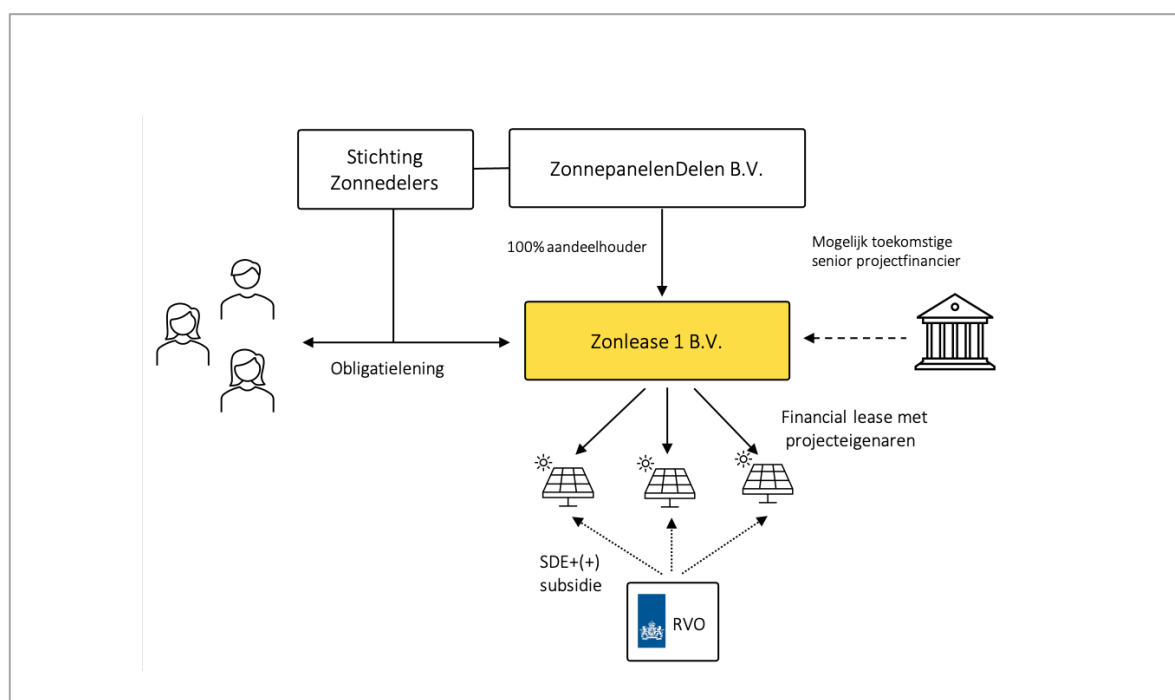 Stichting
Zonnedelers
ZonnepanelenDelen B.V.
100% aandeelhouder
Mogelijk toekomstige
senior projectfinancier
Zonlease 1 B.V.
Obligatielening
Financial lease met
projecteigenaren
SDE+(+)
subsidie
RVO